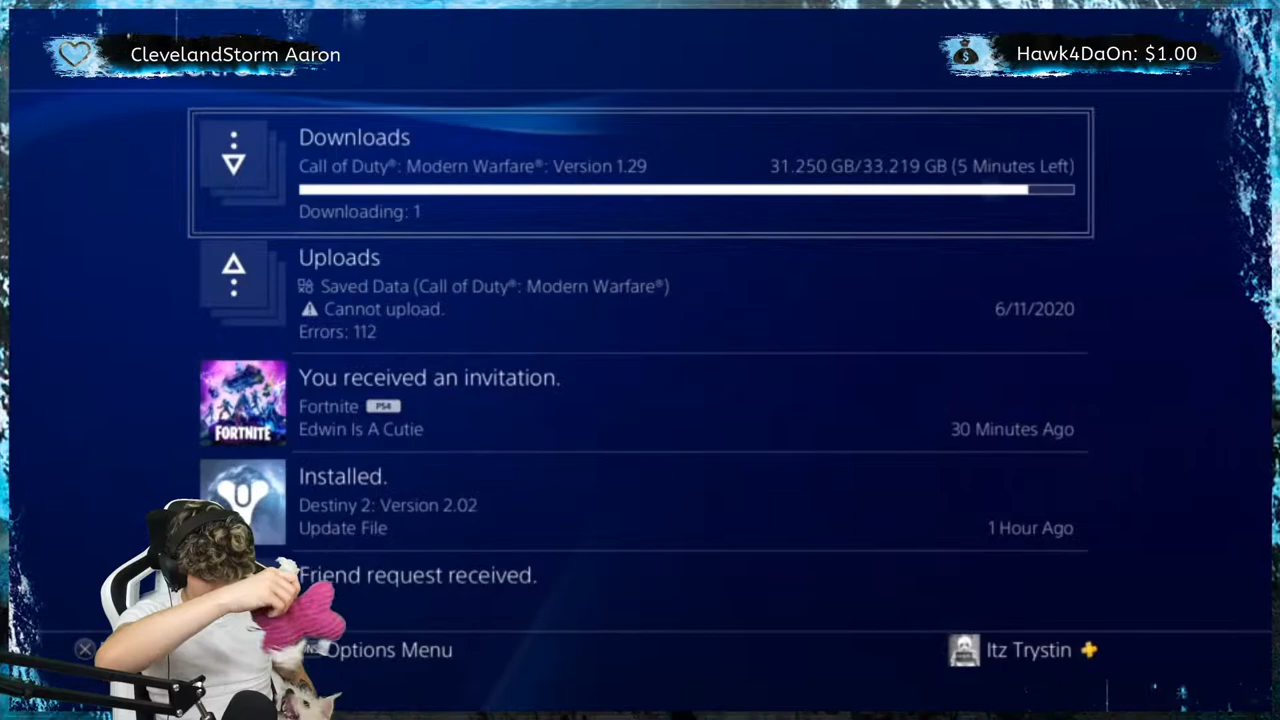 ClevelandStorm Aaron
Hawk4DaOn: $1.00
Downloads
Call of Duty®: Modern Warfare®: Version 1.29
31.250 GB/33.219 GB (5 Minutes Left)
Downloading: 1
Uploads
Saved Data (Call of Duty®: Modern Warfare®)
Cannot upload.
6/11/2020
Errors: 112
You received an invitation.
Fortnite PS4
Edwin Is A Cutie
30 Minutes Ago
FORTNITE
Installed.
Destiny 2: Version 2.02
Update File
1 Hour Ago
Friend request received.
Options Menu
Itz Trystin